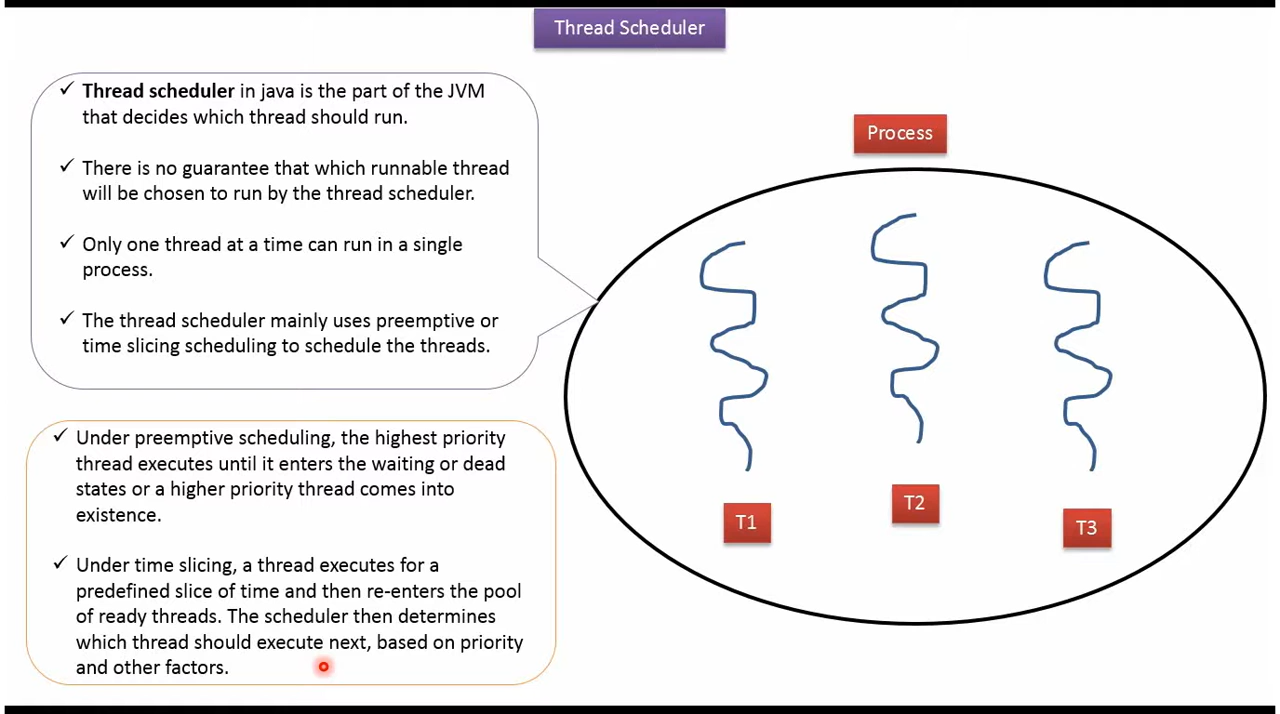 Thread Scheduler
✓ Thread scheduler in java is the part of the JVM
that decides which thread should run.
✓ There is no guarantee that which runnable thread
will be chosen to run by the thread scheduler.
✓ Only one thread at a time can run in a single
process.
✓ The thread scheduler mainly uses preemptive or
time slicing scheduling to schedule the threads.
✓ Under preemptive scheduling, the highest priority
thread executes until it enters the waiting or dead
states or a higher priority thread comes into
existence.
✓ Under time slicing, a thread executes for a
predefined slice of time and then re-enters the pool
of ready threads. The scheduler then determines
which thread should execute next, based on priority
and other factors.
Process
T1
T2
T3